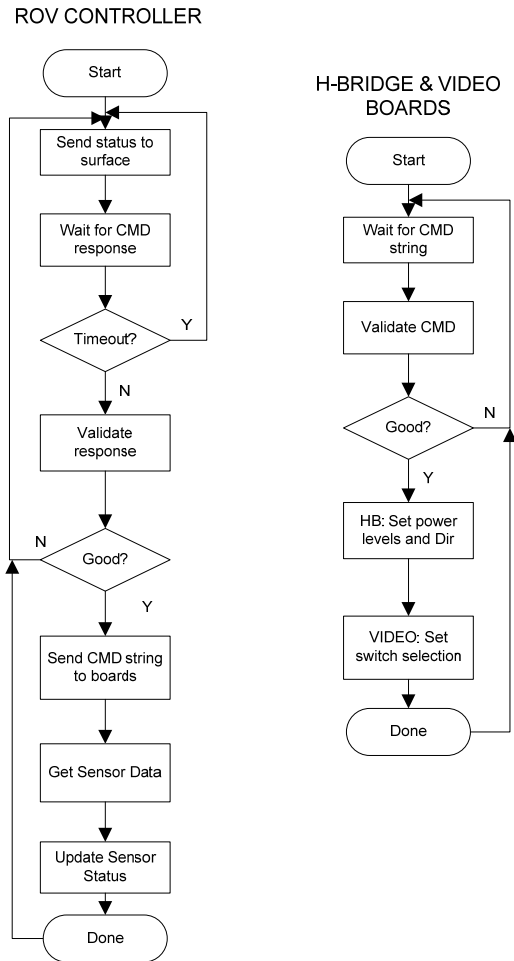 ROV CONTROLLER
Start
Send status to
surface
Wait for CMD
response
Timeout?
Y
N
Validate
response
N
Good?
Y
Send CMD string
to boards
Get Sensor Data
Update Sensor
Status
Done
H-BRIDGE & VIDEO
BOARDS
Start
Wait for CMD
string
Validate CMD
Good?
N
Y
HB: Set power
levels and Dir
VIDEO: Set
switch selection
Done